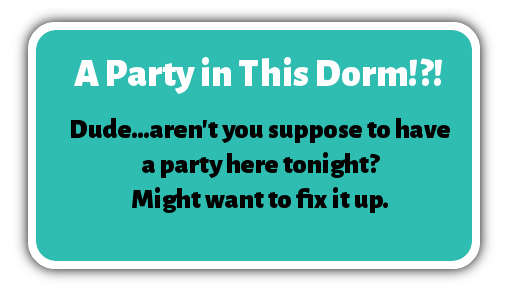 A Party in This Dorm!?!
Dude...aren't you suppose to have
a party here tonight?
Might want to fix it up.